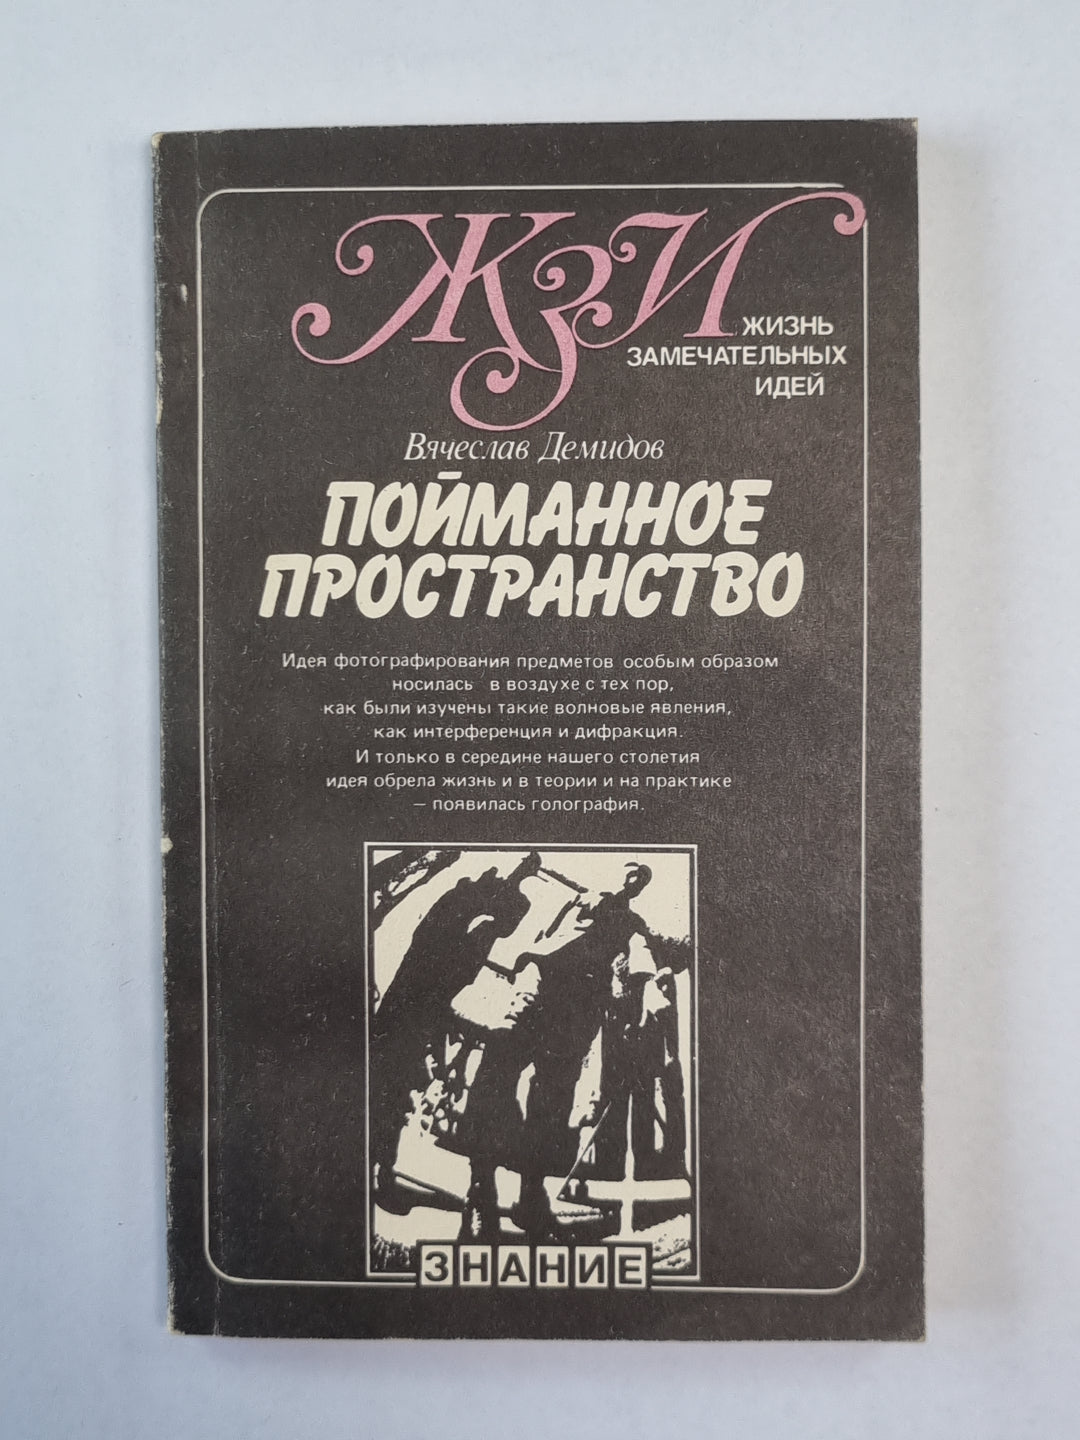 ЖЗИ
ЖИЗНЬ
ЗАМЕЧАТЕЛЬНЫХ
ИДЕЙ
Вячеслав Демидов
ПОЙМАННОЕ
ПРОСТРАНСТВО
Идея фотографирования предметов особым образом
носилась в воздухе с тех пор,
как были изучены такие волновые явления,
как интерференция и дифракция.
И только в середине нашего столетия
идея обрела жизнь и в теории и на практике
— появилась голография.
ЗНАНИЕ